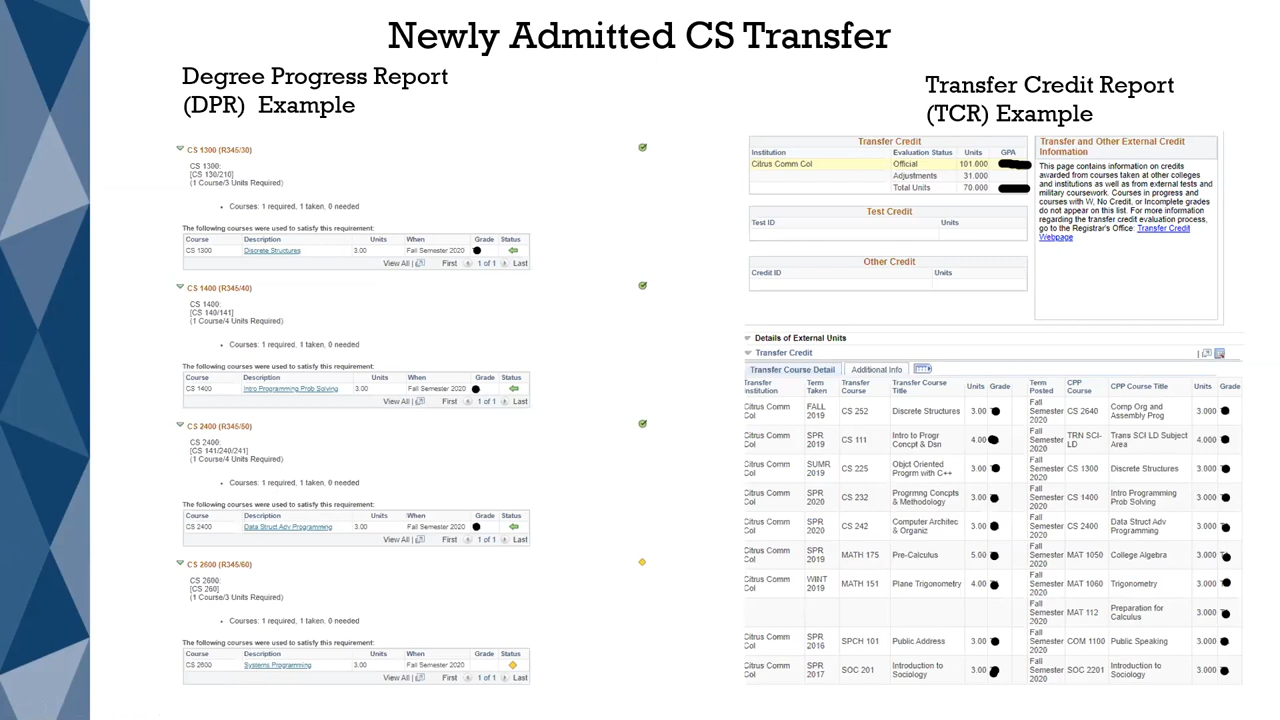 Newly Admitted CS Transfer
Degree Progress Report
(DPR) Example
CS 1300 (R345/30)
CS 1300:
[CS 130/210]
(1 Course/3 Units Required)
• Courses: 1 required, 1 taken, 0 needed
The following courses were used to satisfy this requirement:
Course Description Units When Grade Status
CS 1300 Discrete Structures 3.00 Fall Semester 2020
View All | First 1 of 1 Last
CS 1400 (R345/40)
CS 1400:
[CS 140/141]
(1 Course/4 Units Required)
• Courses: 1 required, 1 taken, 0 needed
The following courses were used to satisfy this requirement:
Course Description Units When Grade Status
CS 1400 Intro Programming Prob Solving 3.00 Fall Semester 2020
View All | First 1 of 1 Last
CS 2400 (R345/50)
CS 2400:
[CS 141/240/241]
(1 Course/4 Units Required)
• Courses: 1 required, 1 taken, 0 needed
The following courses were used to satisfy this requirement:
Course Description Units When Grade Status
CS 2400 Data Struct Adv Programming 3.00 Fall Semester 2020
View All | First 1 of 1 Last
CS 2600 (R345/60)
CS 2600:
[CS 260]
(1 Course/3 Units Required)
• Courses: 1 required, 1 taken, 0 needed
The following courses were used to satisfy this requirement:
Course Description Units When Grade Status
CS 2600 Systems Programming 3.00 Fall Semester 2020
View All | First 1 of 1 Last
Transfer Credit Report
(TCR) Example
Transfer Credit
Institution Evaluation Status Units GPA
Citrus Comm Col Official 101.000
Adjustments 31.000
Total Units 70.000
Test Credit
Test ID Units
Other Credit
Credit ID Units
Transfer and Other External Credit
Information
This page contains information on credits
awarded from courses taken at other colleges
and institutions as well as from external tests and
military coursework. Courses in progress and
courses with W, No Credit, or Incomplete grades
do not appear on this list. For more information
regarding the transfer credit evaluation process,
go to the Registrar's Office: Transfer Credit
Webpage
Details of External Units
Transfer Credit
Transfer Course Detail Additional Info
Transfer Institution Term Taken Transfer Course Transfer Course Title Units Grade Term Posted CPP Course CPP Course Title Units Grade
Citrus Comm Col FALL 2019 CS 252 Discrete Structures 3.00 Fall Semester 2020 CS 2640 Comp Org and Assembly Prog 3.000
Citrus Comm Col SPR 2019 CS 111 Intro to Progr Concpt & Dsn 4.00 Fall Semester 2020 TRN SCI-LD Trans SCI LD Subject Area 4.000
Citrus Comm Col SUMR 2019 CS 225 Objct Oriented Progrm with C++ 3.00 Fall Semester 2020 CS 1300 Discrete Structures 3.000
Citrus Comm Col SPR 2020 CS 232 Progrmng Concpts & Methodology 3.00 Fall Semester 2020 CS 1400 Intro Programming Prob Solving 3.000
Citrus Comm Col SPR 2020 CS 242 Computer Architec & Organiz 3.00 Fall Semester 2020 CS 2400 Data Struct Adv Programming 3.000
Citrus Comm Col SPR 2019 MATH 175 Pre-Calculus 5.00 Fall Semester 2020 MAT 1050 College Algebra 3.000
Citrus Comm Col WINT 2019 MATH 151 Plane Trigonometry 4.00 Fall Semester 2020 MAT 1060 Trigonometry 3.000
Fall Semester 2020 MAT 112 Preparation for Calculus 3.000
Citrus Comm Col SPR 2016 SPCH 101 Public Address 3.00 Fall Semester 2020 COM 1100 Public Speaking 3.000
Citrus Comm Col SPR 2017 SOC 201 Introduction to Sociology 3.00 Fall Semester 2020 SOC 2201 Introduction to Sociology 3.000